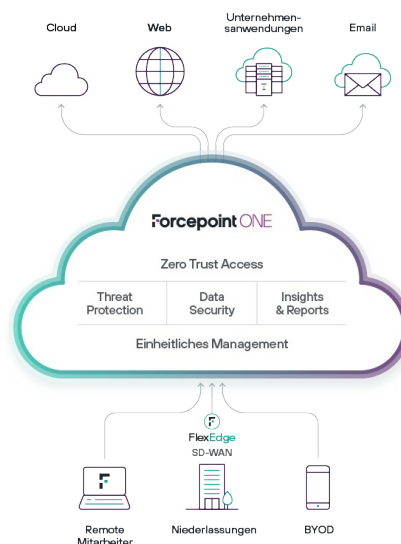 Cloud
Web
Unternehmen-
sanwendungen
Email
Forcepoint ONE
Zero Trust Access
Threat
Protection
Data
Security
Insights
& Reports
Einheitliches Management
FlexEdge
SD-WAN
Remote
Mitarbeiter
Niederlassungen
BYOD